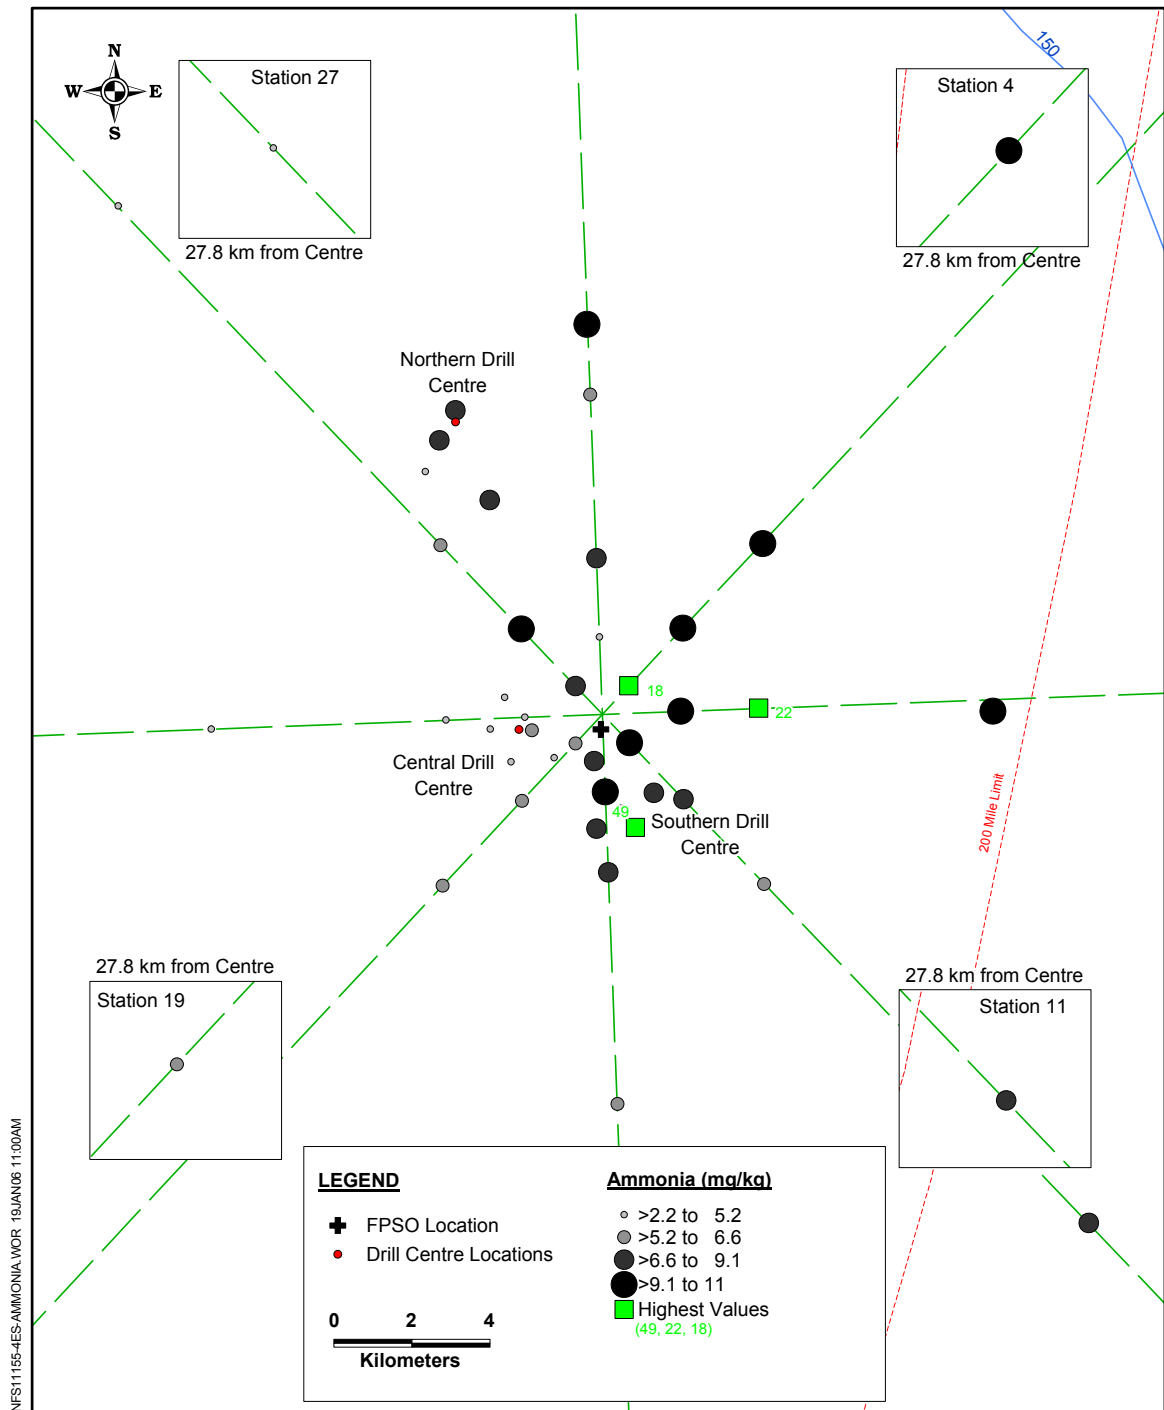 N
W E
S
Station 27
27.8 km from Centre
150
Station 4
27.8 km from Centre
Northern Drill
Centre
18
22
Central Drill
Centre
49
Southern Drill
Centre
200 Mile Limit
27.8 km from Centre
Station 19
27.8 km from Centre
Station 11
LEGEND
FPSO Location
Drill Centre Locations
0 2 4
Kilometers
Ammonia (mg/kg)
>2.2 to 5.2
>5.2 to 6.6
>6.6 to 9.1
>9.1 to 11
Highest Values
(49, 22, 18)
NFS11155-4ES-AMMONIA.WOR 19JAN06 11:00AM